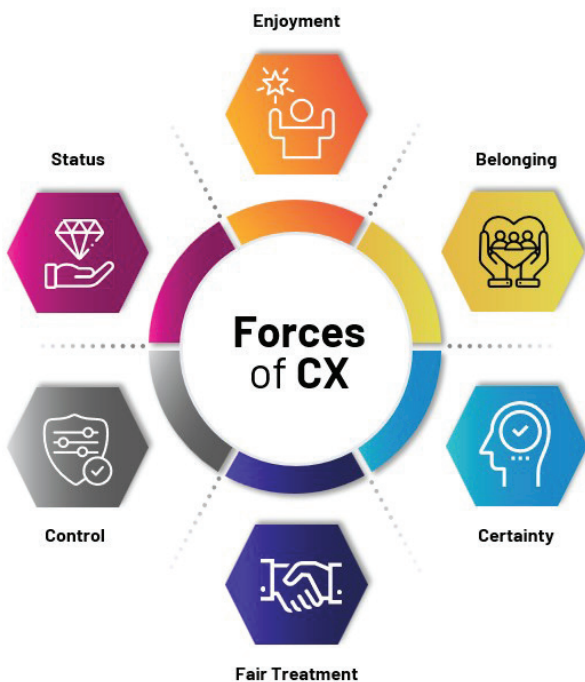 Enjoyment
Status
Belonging
Forces
of CX
Control
Certainty
Fair Treatment